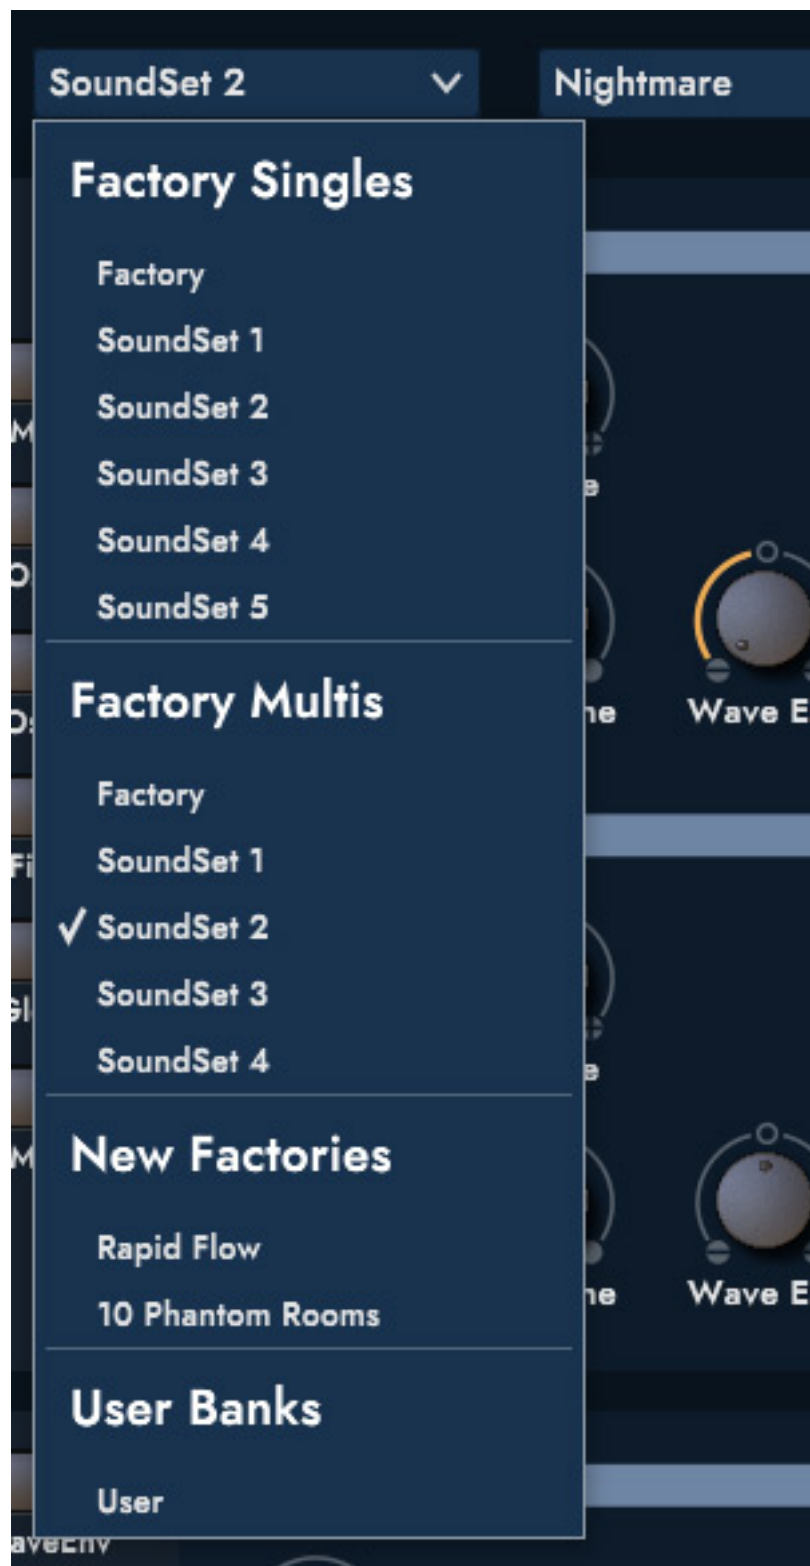 SoundSet 2
Nightmare
Factory Singles
Factory
SoundSet 1
SoundSet 2
SoundSet 3
SoundSet 4
SoundSet 5
Factory Multis
Factory
SoundSet 1
SoundSet 2
SoundSet 3
SoundSet 4
New Factories
Rapid Flow
10 Phantom Rooms
User Banks
User
Wave E
Wave E